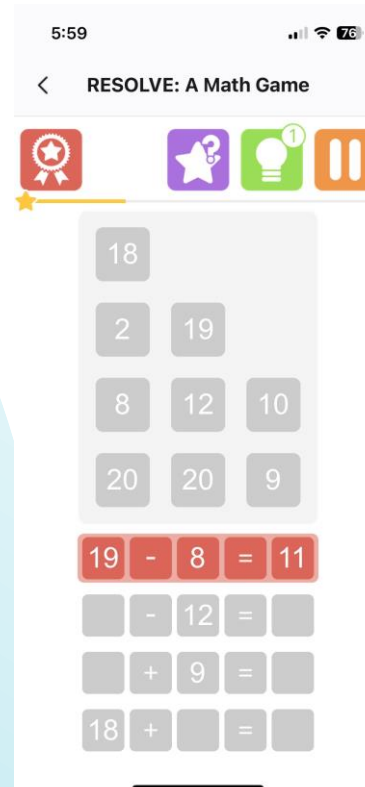 5:59 76
RESOLVE: A Math Game
1
18
2 19
8 12 10
20 20 9
19 - 8 = 11
- 12 =
+ 9 =
18 + =